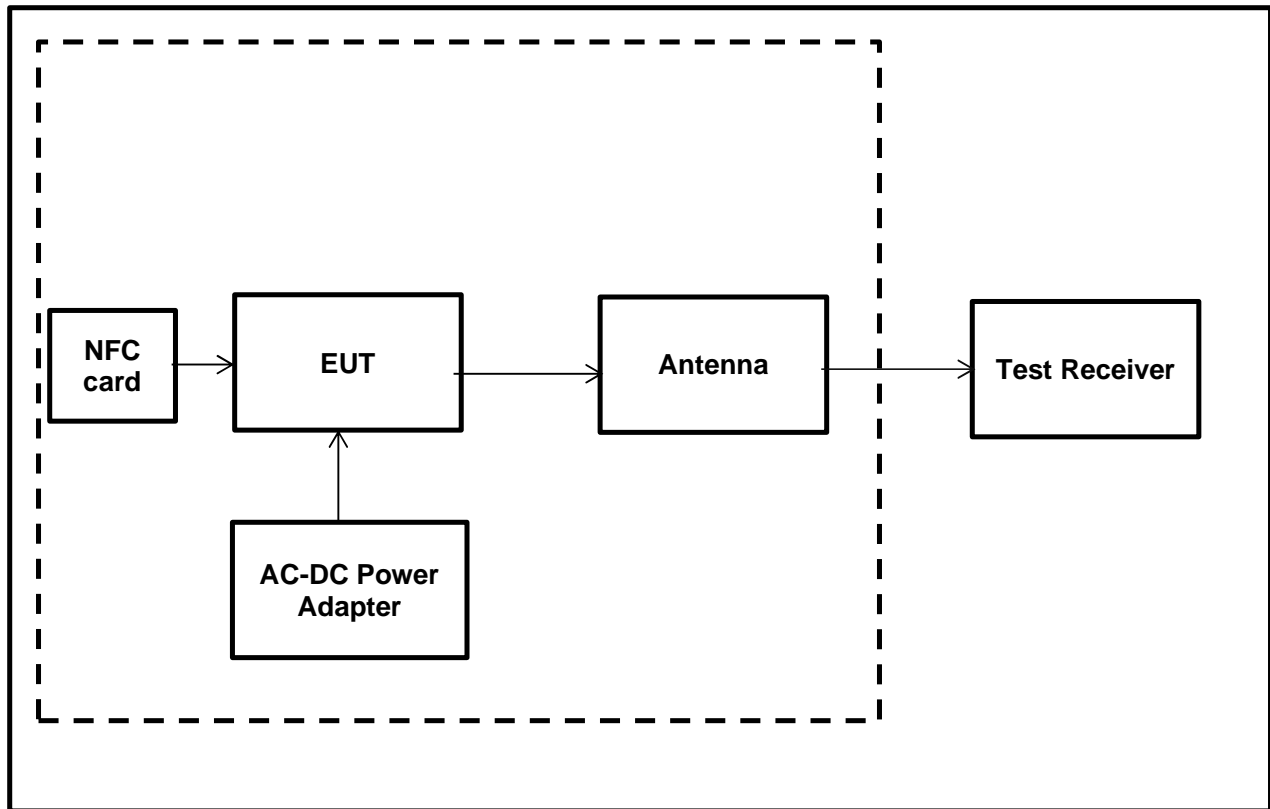 NFC
card
EUT
Antenna
Test Receiver
AC-DC Power
Adapter